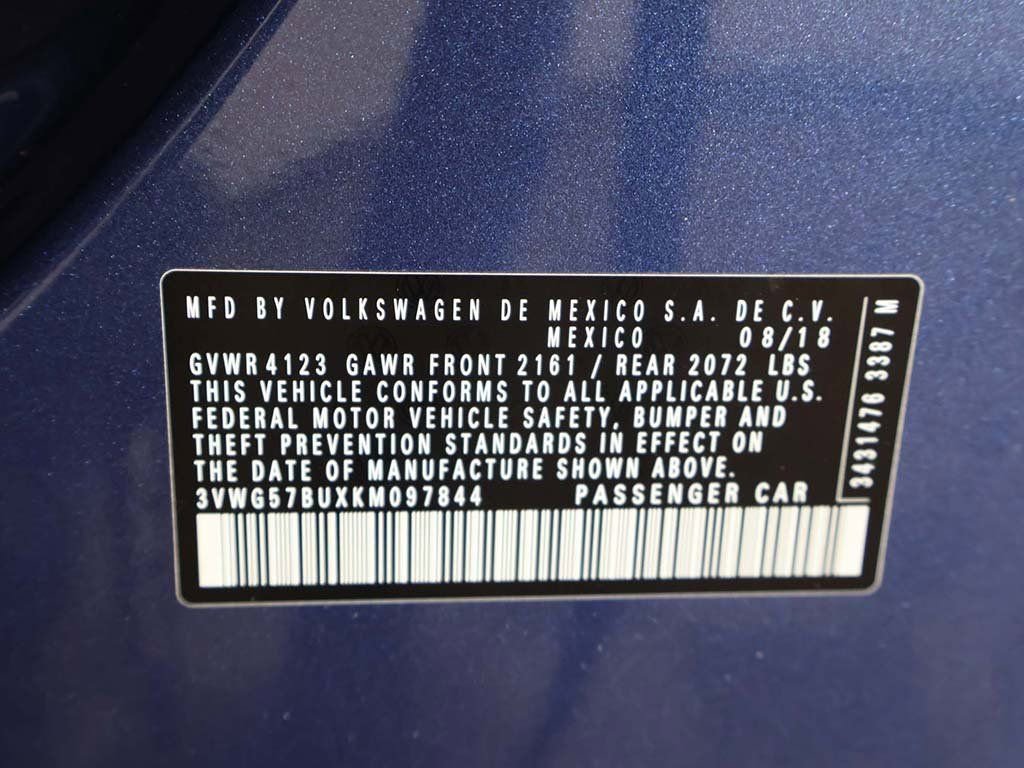 MFD BY VOLKSWAGEN DE MEXICO S.A. DE C.V.
MEXICO 08/18
GVWR 4123 GAWR FRONT 2161 / REAR 2072 LBS
THIS VEHICLE CONFORMS TO ALL APPLICABLE U.S.
FEDERAL MOTOR VEHICLE SAFETY, BUMPER AND
THEFT PREVENTION STANDARDS IN EFFECT ON
THE DATE OF MANUFACTURE SHOWN ABOVE.
3VWG57BUXKM097844 PASSENGER CAR
3431476 3387 M